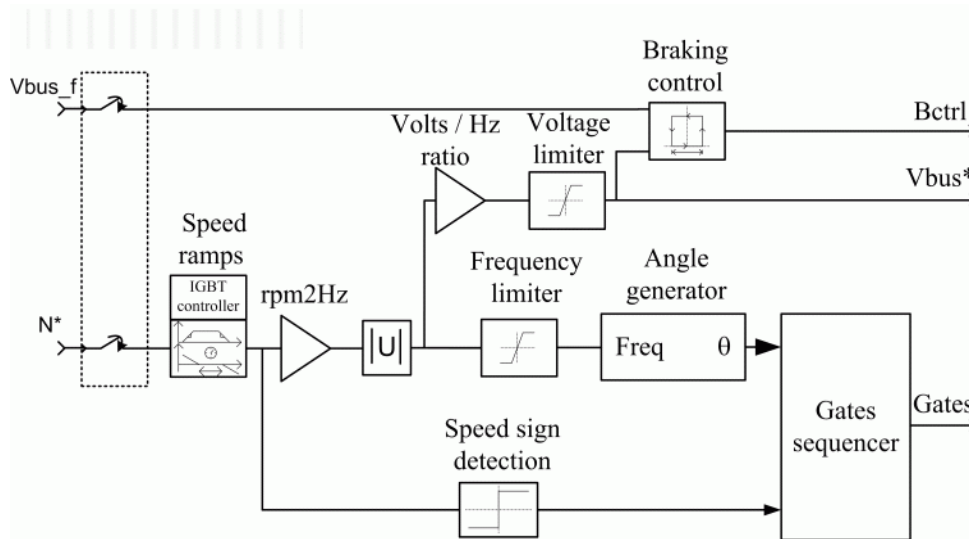 Braking
control
Vbus_f
Bctrl
Volts / Hz
ratio
Voltage
limiter
Vbus*
Speed
ramps
IGBT
controller
rpm2Hz
Frequency
limiter
Angle
generator
N*
|U|
Freq θ
Gates
sequencer
Gates
Speed sign
detection